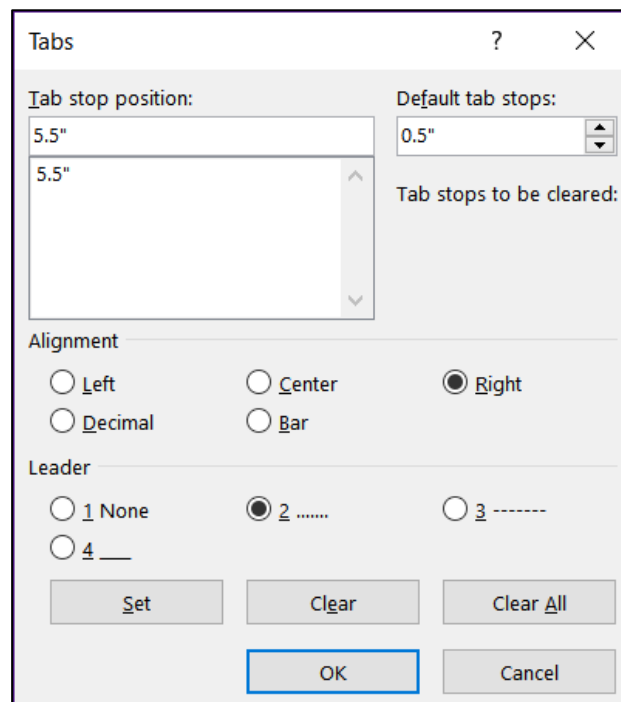 Tabs ?
Tab stop position: Default tab stops:
5.5" 0.5"
5.5"
Tab stops to be cleared:
Alignment
Left Center Right
Decimal Bar
Leader
1 None 2 ....... 3 -------
4 ___
Set Clear Clear All
OK Cancel